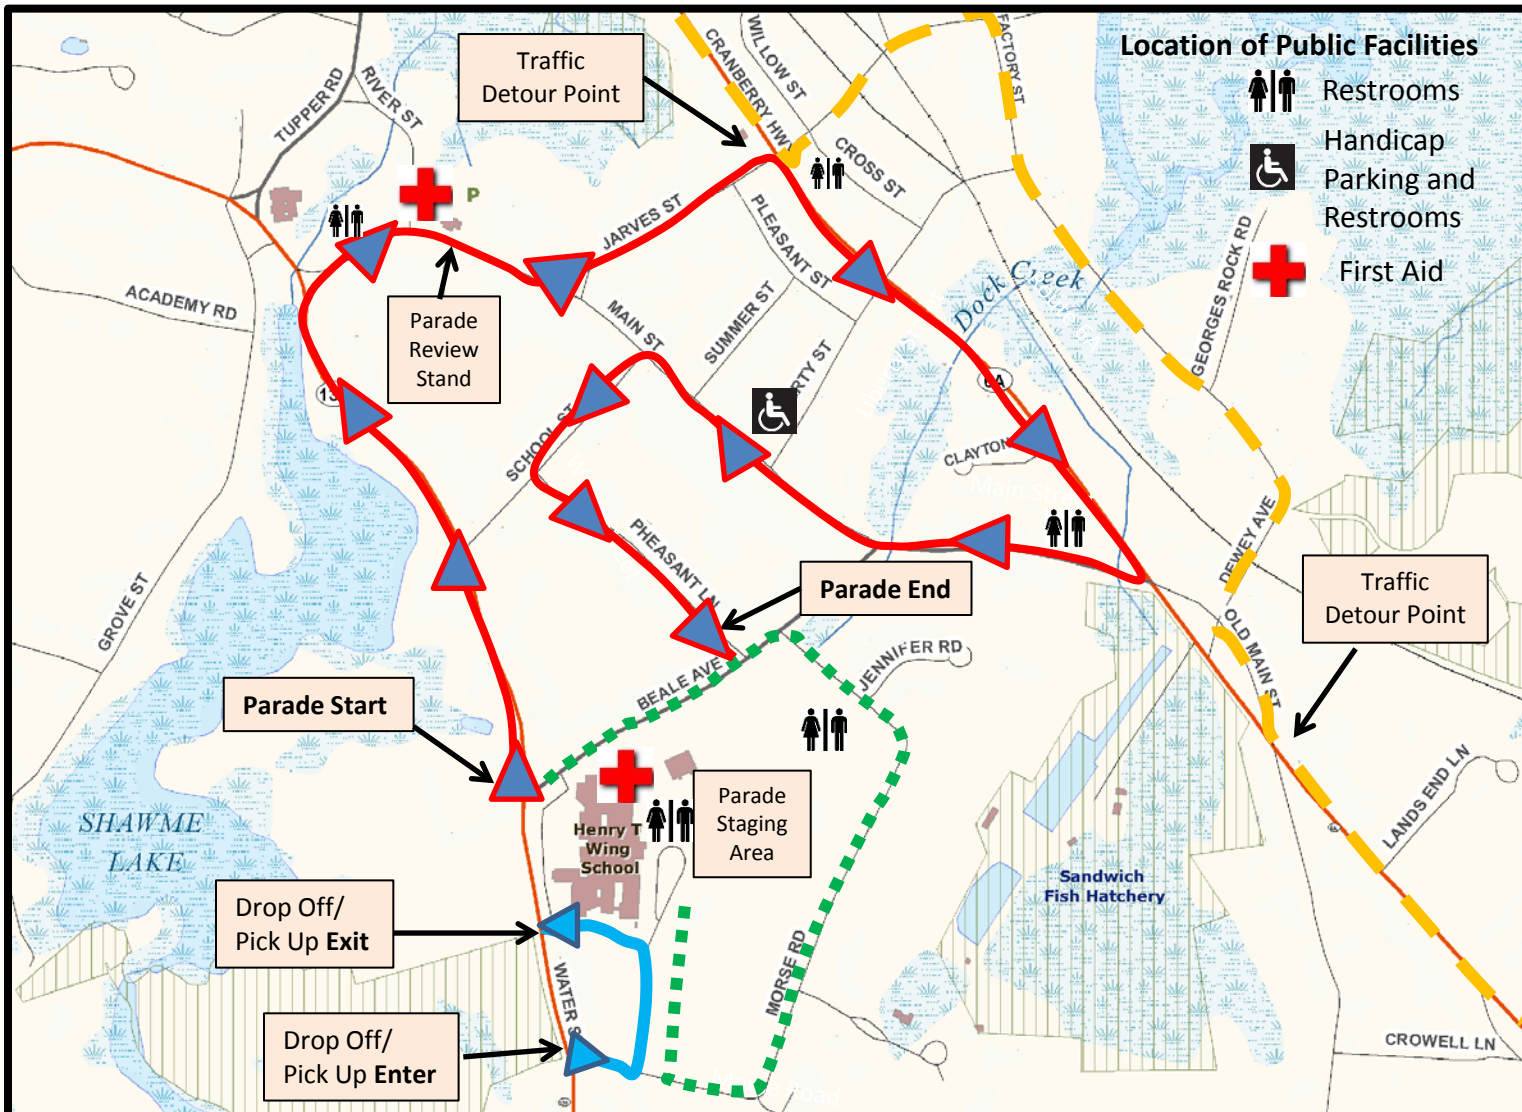 Location of Public Facilities
Restrooms
Handicap
Parking and
Restrooms
First Aid
Traffic
Detour Point
CRANBERRY HWY
WILLOW ST
FACTORY ST
CROSS ST
TUPPER RD
RIVER ST
P
JARVES ST
PLEASANT ST
Dock Creek
GEORGES ROCK RD
ACADEMY RD
Parade
Review
Stand
MAIN ST
SUMMER ST
6A
SCHOOL ST
CLAYTON
Main Street
PHEASANT LN
DEWEY AVE
Parade End
Traffic
Detour Point
GROVE ST
OLD MAIN ST
JENNIFER RD
BEALE AVE
Parade Start
Parade
Staging
Area
LANDS END LN
SHAWME
LAKE
Henry T
Wing
School
Sandwich
Fish Hatchery
Drop Off/
Pick Up Exit
WATER S
MORSE RD
Drop Off/
Pick Up Enter
CROWELL LN
Road